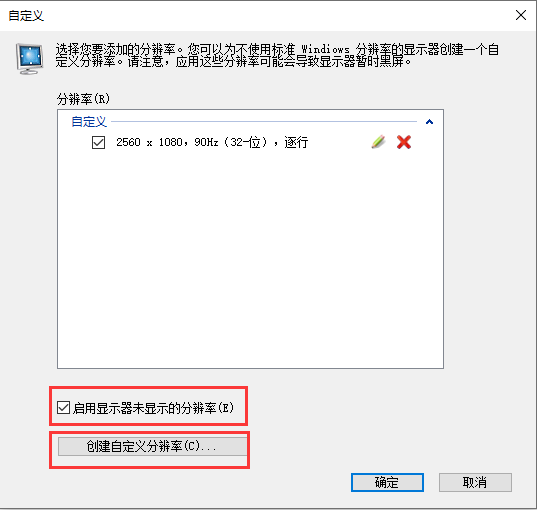 自定义
选择您要添加的分辨率。您可以为不使用标准 Windiows 分辨率的显示器创建一个自
定义分辨率。请注意，应用这些分辨率可能会导致显示器暂时黑屏。
分辨率(R)
自定义
2560 x 1080，90Hz（32-位），逐行
启用显示器未显示的分辨率(E)
创建自定义分辨率(C)...
确定
取消